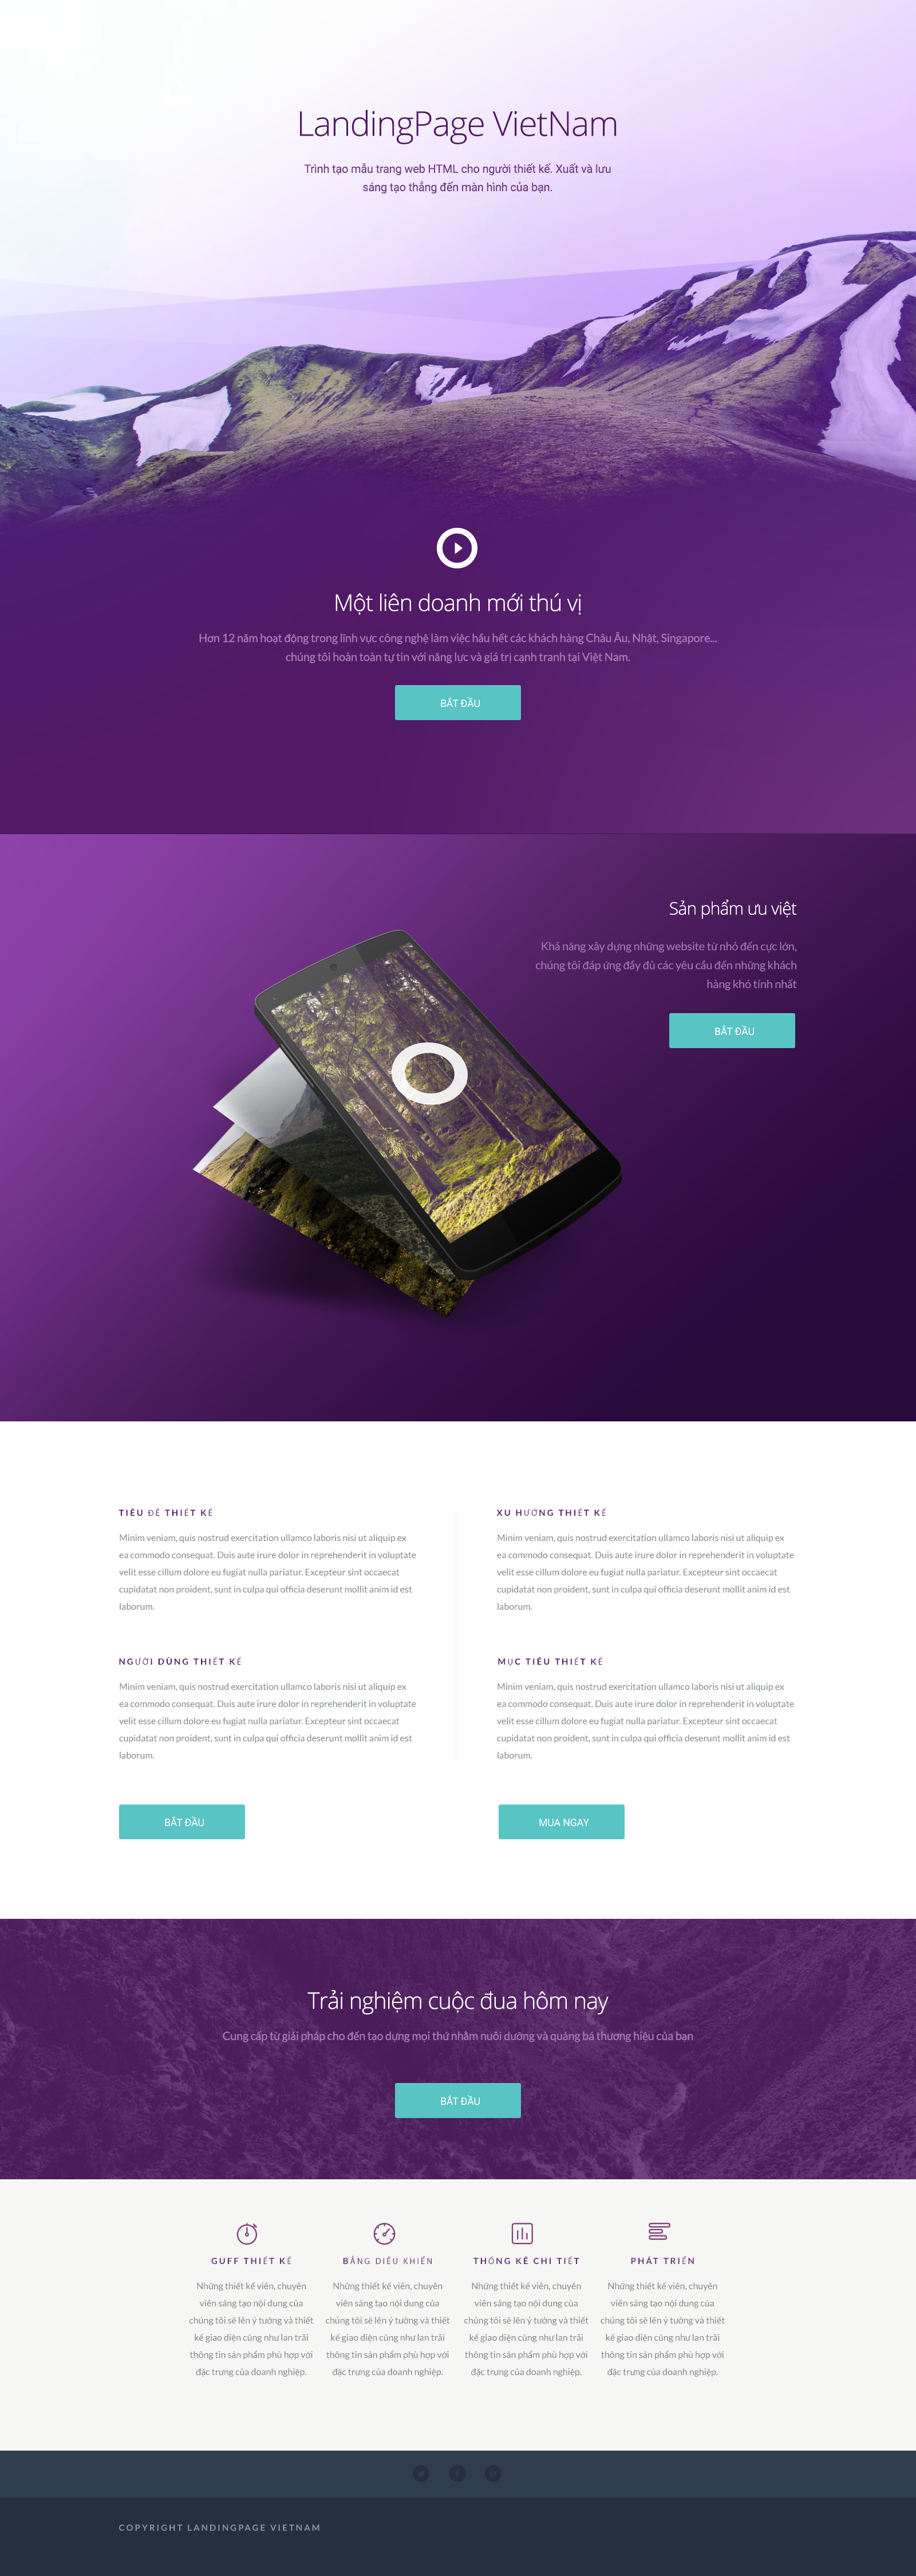 LandingPage VietNam
Trình tạo mẫu trang web HTML cho người thiết kế. Xuất và lưu
sáng tạo thẳng đến màn hình của bạn.
Một liên doanh mới thú vị
Hơn 12 năm hoạt động trong lĩnh vực công nghệ làm việc hầu hết các khách hàng Châu Âu, Nhật, Singapore...
chúng tôi hoàn toàn tự tin với năng lực và giá trị cạnh tranh tại Việt Nam.
BẮT ĐẦU
Sản phẩm ưu việt
Khả năng xây dựng những website từ nhỏ đến cực lớn,
chúng tôi đáp ứng đầy đủ các yêu cầu đến những khách
hàng khó tính nhất
BẮT ĐẦU
TIÊU ĐỀ THIẾT KẾ
Minim veniam, quis nostrud exercitation ullamco laboris nisi ut aliquip ex
ea commodo consequat. Duis aute irure dolor in reprehenderit in voluptate
velit esse cillum dolore eu fugiat nulla pariatur. Excepteur sint occaecat
cupidatat non proident, sunt in culpa qui officia deserunt mollit anim id est
laborum.
XU HƯỚNG THIẾT KẾ
Minim veniam, quis nostrud exercitation ullamco laboris nisi ut aliquip ex
ea commodo consequat. Duis aute irure dolor in reprehenderit in voluptate
velit esse cillum dolore eu fugiat nulla pariatur. Excepteur sint occaecat
cupidatat non proident, sunt in culpa qui officia deserunt mollit anim id est
laborum.
NGƯỜI DÙNG THIẾT KẾ
Minim veniam, quis nostrud exercitation ullamco laboris nisi ut aliquip ex
ea commodo consequat. Duis aute irure dolor in reprehenderit in voluptate
velit esse cillum dolore eu fugiat nulla pariatur. Excepteur sint occaecat
cupidatat non proident, sunt in culpa qui officia deserunt mollit anim id est
laborum.
MỤC TIÊU THIẾT KẾ
Minim veniam, quis nostrud exercitation ullamco laboris nisi ut aliquip ex
ea commodo consequat. Duis aute irure dolor in reprehenderit in voluptate
velit esse cillum dolore eu fugiat nulla pariatur. Excepteur sint occaecat
cupidatat non proident, sunt in culpa qui officia deserunt mollit anim id est
laborum.
BẮT ĐẦU
MUA NGAY
Trải nghiệm cuộc đua hôm nay
Cung cấp từ giải pháp cho đến tạo dựng mọi thứ nhằm nuôi dưỡng và quảng bá thương hiệu của bạn
BẮT ĐẦU
GUFF THIẾT KẾ
Những thiết kế viên, chuyên
viên sáng tạo nội dung của
chúng tôi sẽ lên ý tưởng và thiết
kế giao diện cũng như lan trãi
thông tin sản phẩm phù hợp với
đặc trưng của doanh nghiệp.
BẢNG DIỀU KHIỂN
Những thiết kế viên, chuyên
viên sáng tạo nội dung của
chúng tôi sẽ lên ý tưởng và thiết
kế giao diện cũng như lan trãi
thông tin sản phẩm phù hợp với
đặc trưng của doanh nghiệp.
THỐNG KÊ CHI TIẾT
Những thiết kế viên, chuyên
viên sáng tạo nội dung của
chúng tôi sẽ lên ý tưởng và thiết
kế giao diện cũng như lan trãi
thông tin sản phẩm phù hợp với
đặc trưng của doanh nghiệp.
PHÁT TRIỂN
Những thiết kế viên, chuyên
viên sáng tạo nội dung của
chúng tôi sẽ lên ý tưởng và thiết
kế giao diện cũng như lan trãi
thông tin sản phẩm phù hợp với
đặc trưng của doanh nghiệp.
COPYRIGHT LANDINGPAGE VIETNAM